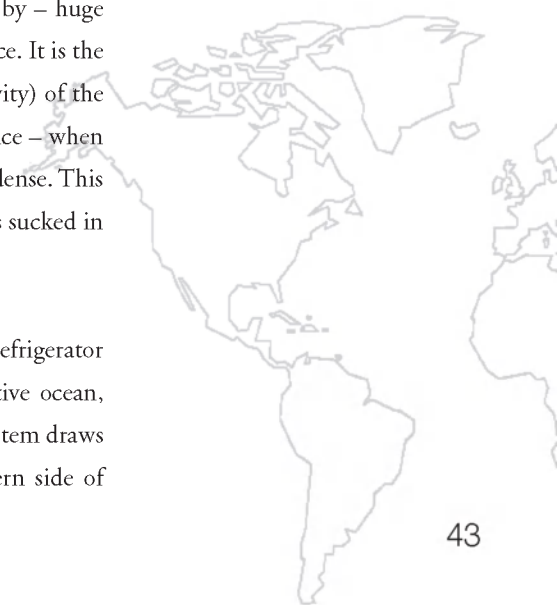 by – huge
ce. It is the
vity) of the
ce – when
dense. This
s sucked in
efrigerator
tive ocean,
stem draws
ern side of
43